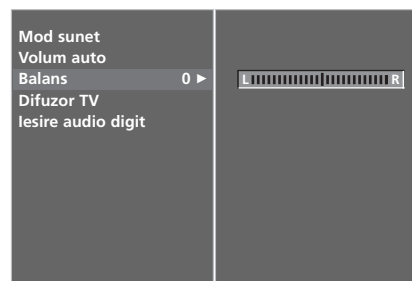 Mod sunet
Volum auto
Balans 0 ►
Difuzor TV
Iesire audio digit
L R